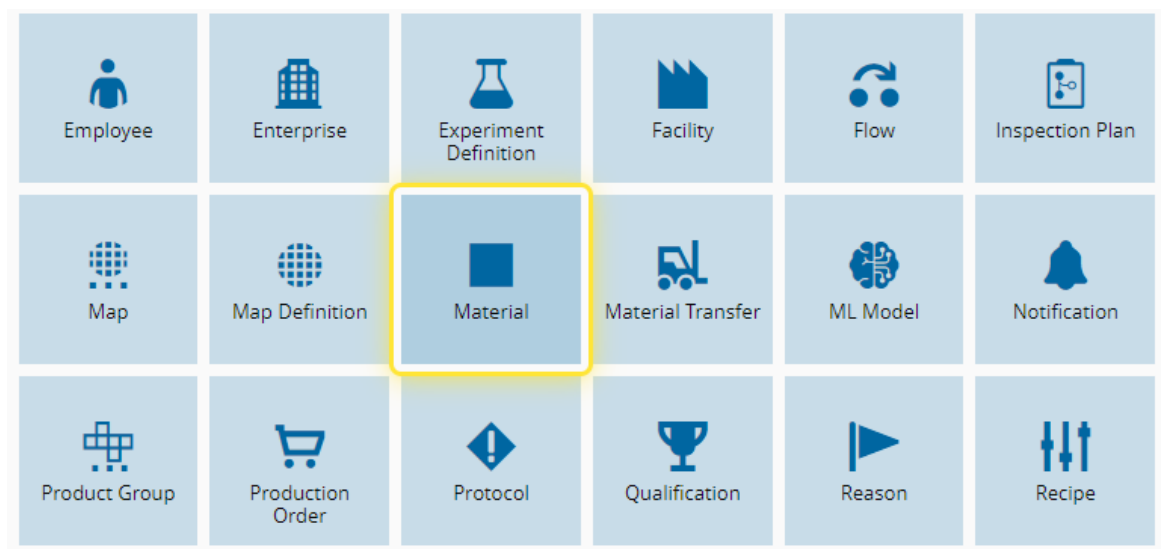 Employee
Enterprise
Experiment
Definition
Facility
Flow
Inspection Plan
Map
Map Definition
Material
Material Transfer
ML Model
Notification
Product Group
Production
Order
Protocol
Qualification
Reason
Recipe